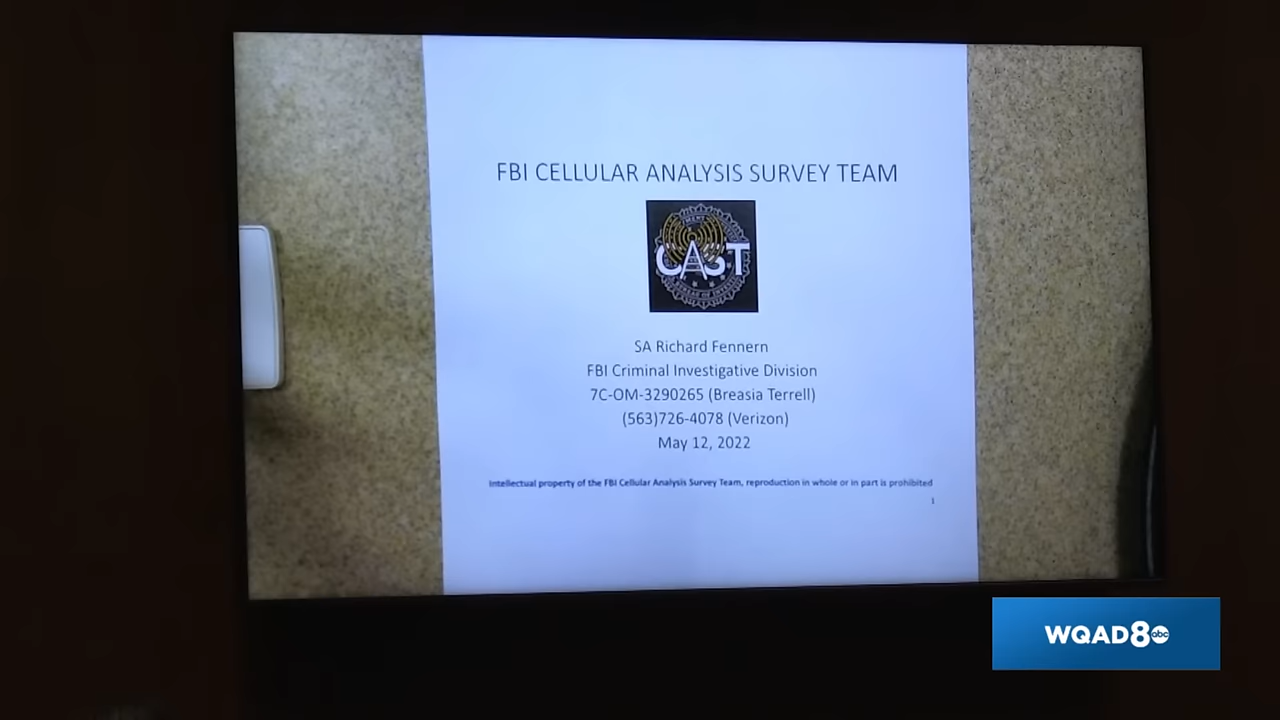 FBI CELLULAR ANALYSIS SURVEY TEAM
CAST
SA Richard Fennern
FBI Criminal Investigative Division
7C-OM-3290265 (Breasia Terrell)
(563)726-4078 (Verizon)
May 12, 2022
Intellectual property of the FBI Cellular Analysis Survey Team, reproduction in whole or in part is prohibited
1
WQAD8 abc